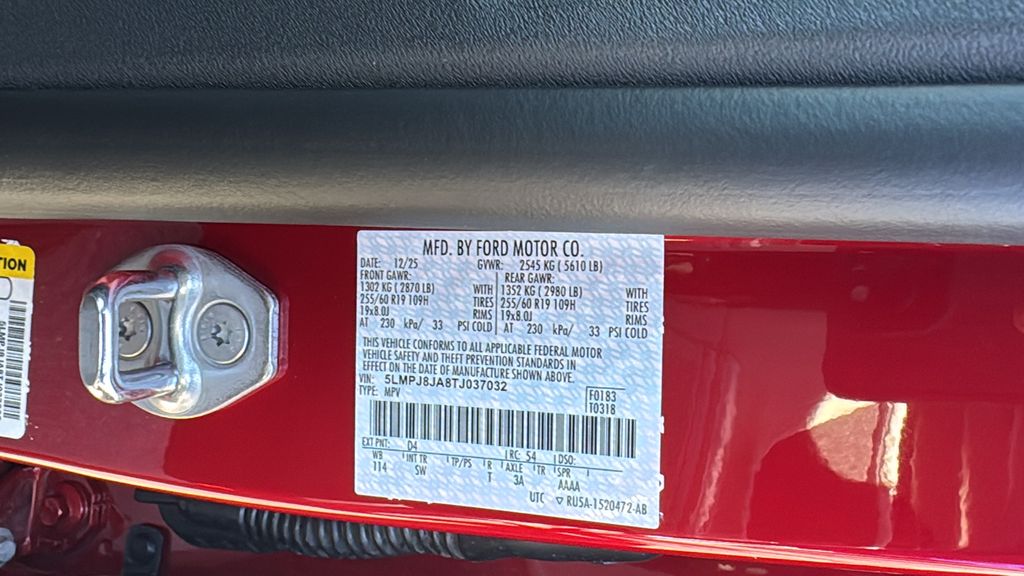 TION
MFD. BY FORD MOTOR CO.
DATE: 12/25 GVWR: 2545 KG ( 5610 LB)
FRONT GAWR: REAR GAWR:
1302 KG ( 2870 LB) WITH 1352 KG ( 2980 LB) WITH
255/60 R19 109H TIRES 255/60 R19 109H TIRES
19x8.0J RIMS 19x8.0J RIMS
AT 230 kPa/ 33 PSI COLD AT 230 kPa/ 33 PSI COLD
THIS VEHICLE CONFORMS TO ALL APPLICABLE FEDERAL MOTOR
VEHICLE SAFETY AND THEFT PREVENTION STANDARDS IN
EFFECT ON THE DATE OF MANUFACTURE SHOWN ABOVE.
VIN: 5LMPJ8JA8TJ037032
TYPE: MPV
F0183
T0318
EXT PNT: D4 RC: 54 DSO:
WB INT TR TP/PS R AXLE TR SPR
114 SW 1 3A AAAA
UTC ▽ RU5A-1520472-AB